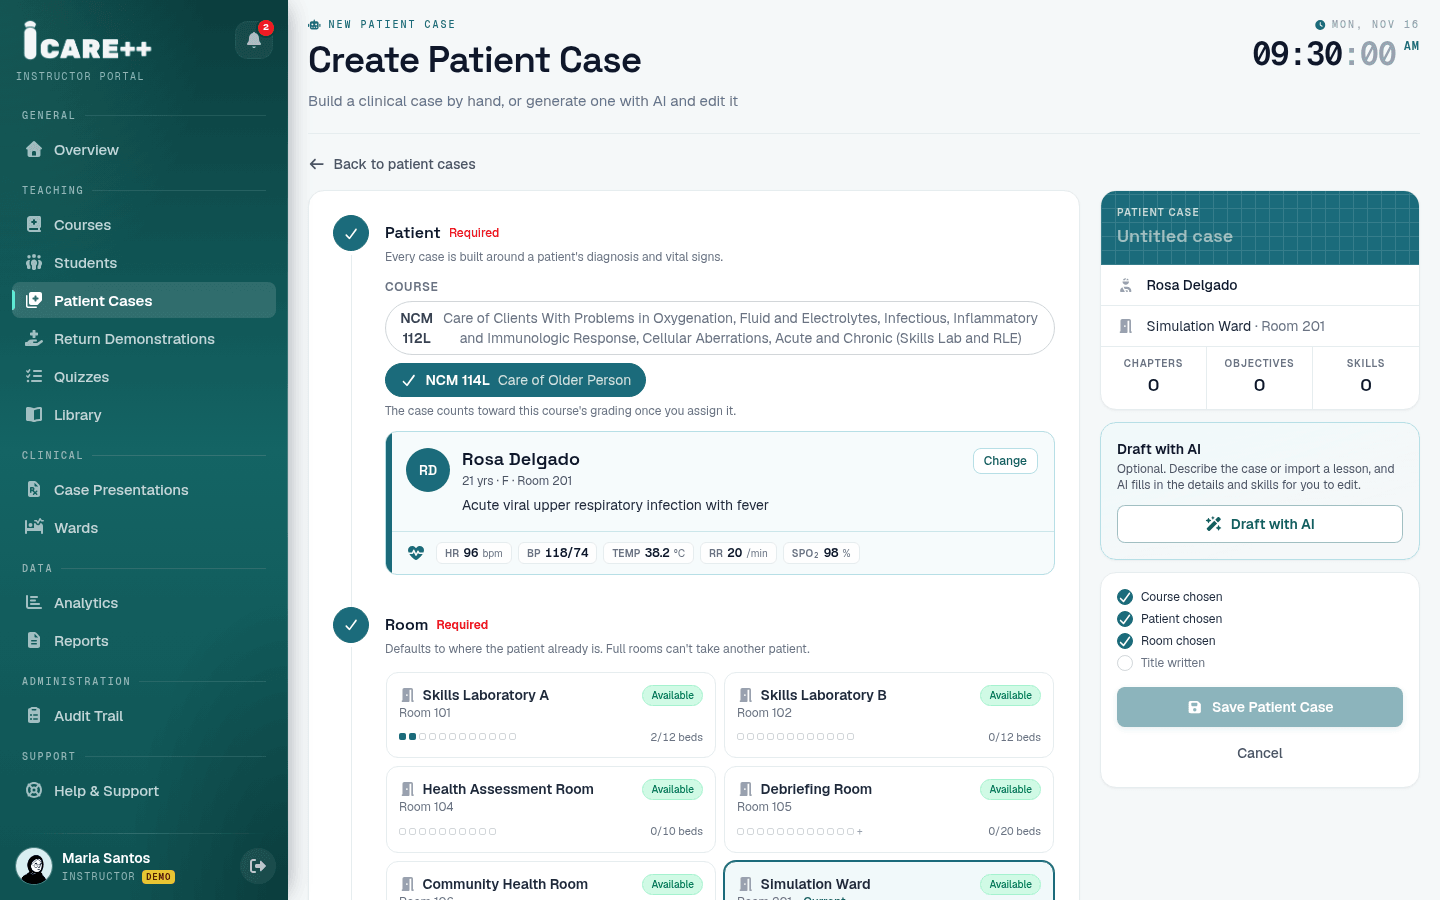 iCARE++
2
INSTRUCTOR PORTAL
GENERAL
Overview
TEACHING
Courses
Students
Patient Cases
Return Demonstrations
Quizzes
Library
CLINICAL
Case Presentations
Wards
DATA
Analytics
Reports
ADMINISTRATION
Audit Trail
SUPPORT
Help & Support
Maria Santos
INSTRUCTOR DEMO
NEW PATIENT CASE
Create Patient Case
Build a clinical case by hand, or generate one with AI and edit it
MON, NOV 16
09:30:00 AM
Back to patient cases
Patient Required
Every case is built around a patient's diagnosis and vital signs.
COURSE
NCM 112L Care of Clients With Problems in Oxygenation, Fluid and Electrolytes, Infectious, Inflammatory
and Immunologic Response, Cellular Aberrations, Acute and Chronic (Skills Lab and RLE)
NCM 114L Care of Older Person
The case counts toward this course's grading once you assign it.
RD
Rosa Delgado
21 yrs · F · Room 201
Acute viral upper respiratory infection with fever
Change
HR 96 bpm BP 118/74 TEMP 38.2 °C RR 20 /min SPO₂ 98 %
Room Required
Defaults to where the patient already is. Full rooms can't take another patient.
Skills Laboratory A Available
Room 101
2/12 beds
Skills Laboratory B Available
Room 102
0/12 beds
Health Assessment Room Available
Room 104
0/10 beds
Debriefing Room Available
Room 105
+ 0/20 beds
Community Health Room Available
Simulation Ward Available
PATIENT CASE
Untitled case
Rosa Delgado
Simulation Ward · Room 201
CHAPTERS OBJECTIVES SKILLS
0 0 0
Draft with AI
Optional. Describe the case or import a lesson, and
AI fills in the details and skills for you to edit.
Draft with AI
Course chosen
Patient chosen
Room chosen
Title written
Save Patient Case
Cancel